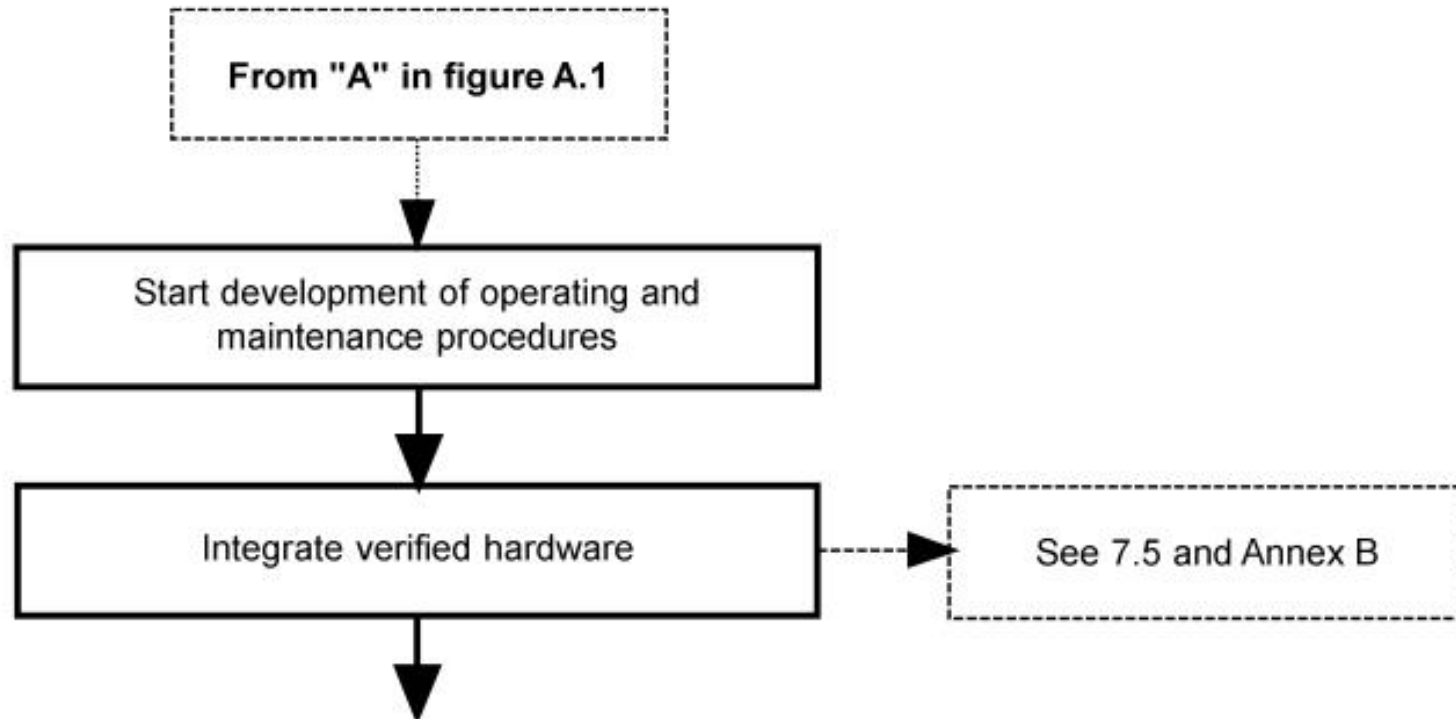 From "A" in figure A.1
Start development of operating and
maintenance procedures
Integrate verified hardware
See 7.5 and Annex B